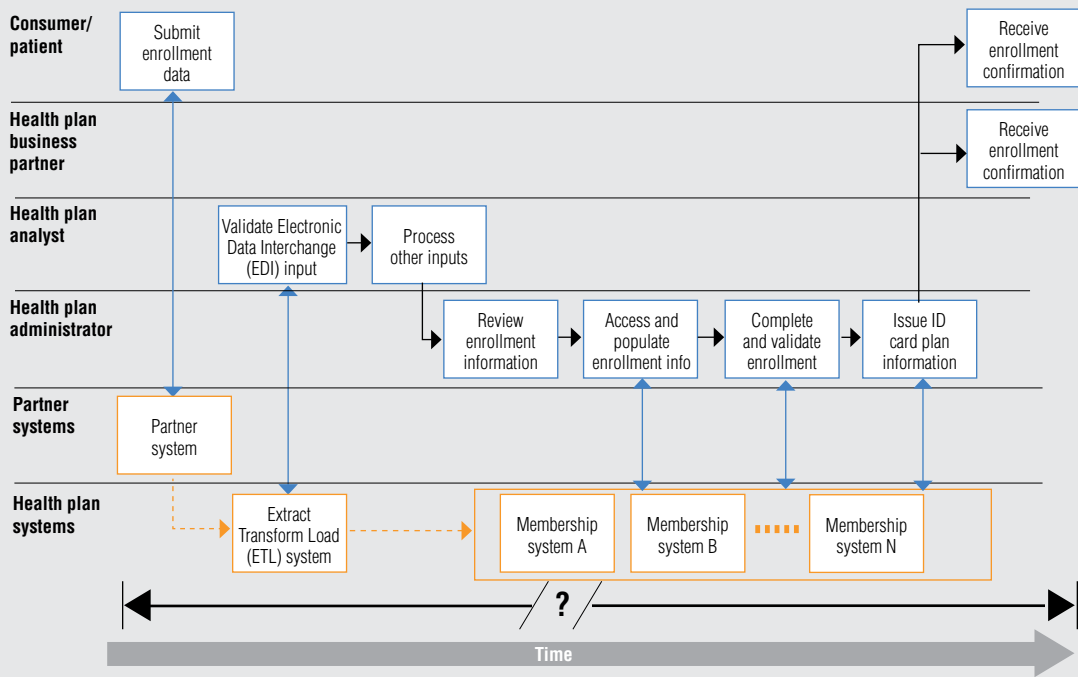 Consumer/
patient
Submit
enrollment
data
Receive
enrollment
confirmation
Health plan
business
partner
Receive
enrollment
confirmation
Health plan
analyst
Validate Electronic
Data Interchange
(EDI) input
Process
other inputs
Health plan
administrator
Review
enrollment
information
Access and
populate
enrollment info
Complete
and validate
enrollment
Issue ID
card plan
information
Partner
systems
Partner
system
Health plan
systems
Extract
Transform Load
(ETL) system
Membership
system A
Membership
system B
Membership
system N
?
Time